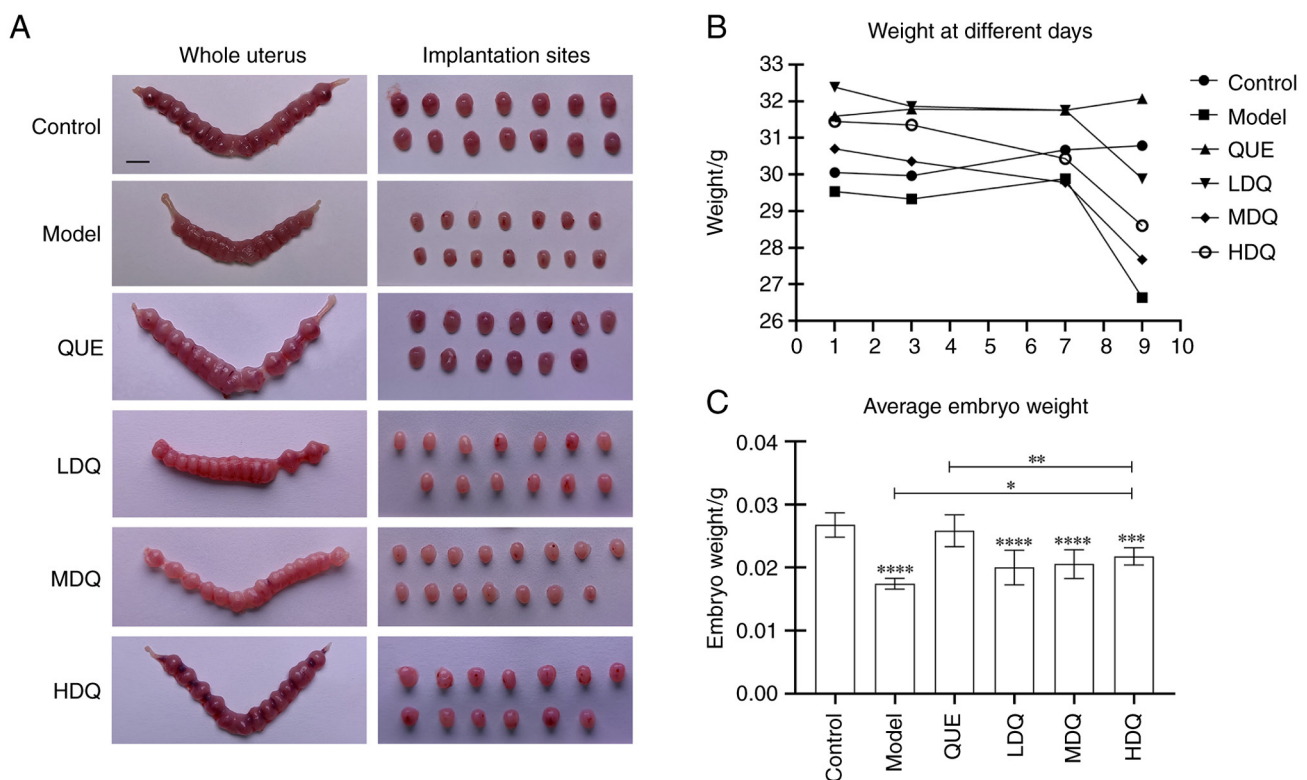 A
Whole uterus
Implantation sites
Control
Model
QUE
LDQ
MDQ
HDQ
B
Weight at different days
Weight/g
33
32
31
30
29
28
27
26
0 1 2 3 4 5 6 7 8 9 10
Control
Model
QUE
LDQ
MDQ
HDQ
C
Average embryo weight
Embryo weight/g
0.04
0.03
0.02
0.01
0.00
**
*
****
****
****
***
Control
Model
QUE
LDQ
MDQ
HDQ